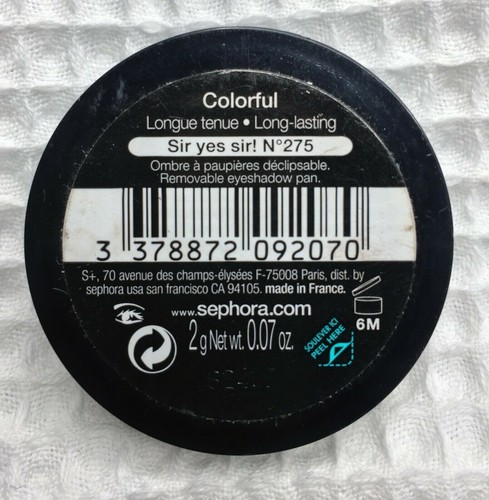 Colorful
Longue tenue • Long-lasting
Sir yes sir! N°275
Ombre à paupières déclipsable.
Removable eyeshadow pan.
3 378872 092070
S+, 70 avenue des champs-élysées F-75008 Paris, dist. by
sephora usa san francisco CA 94105. made in France.
www.sephora.com
2 g Net wt. 0.07 oz.
SOULEVER ICI
PEEL HERE
6M